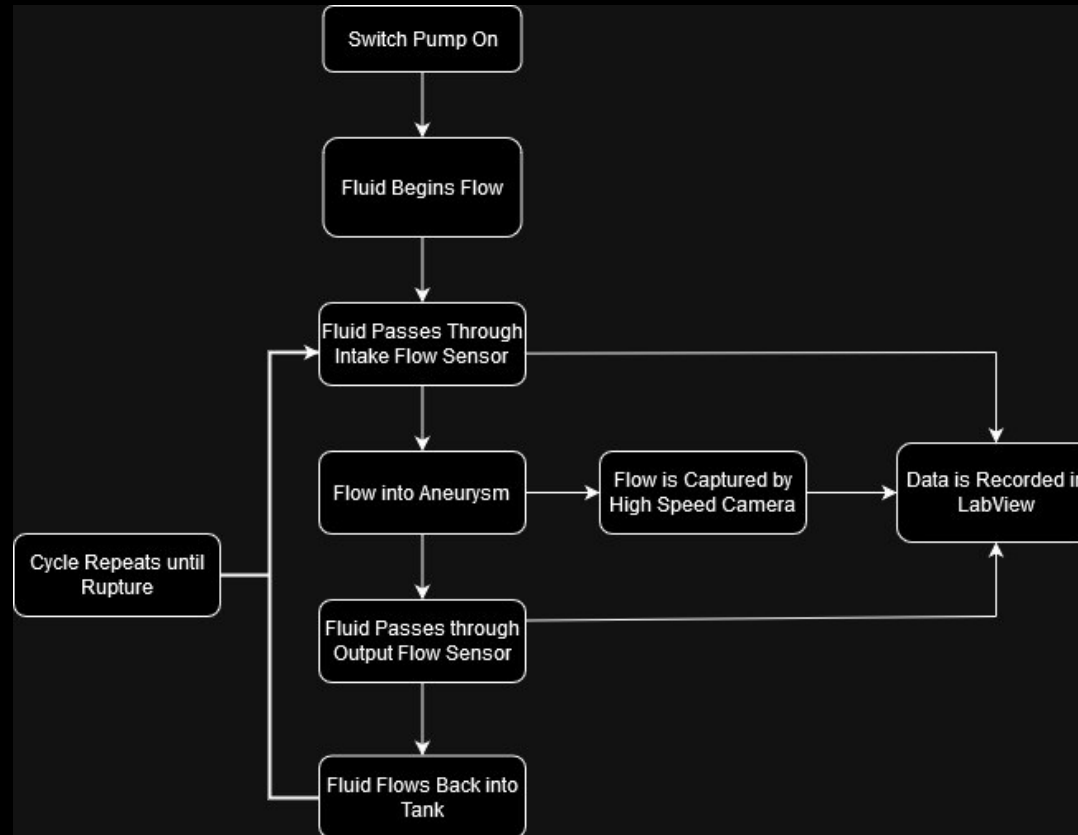 Switch Pump On
Fluid Begins Flow
Fluid Passes Through
Intake Flow Sensor
Flow into Aneurysm
Flow is Captured by
High Speed Camera
Data is Recorded in
LabView
Cycle Repeats until
Rupture
Fluid Passes through
Output Flow Sensor
Fluid Flows Back into
Tank